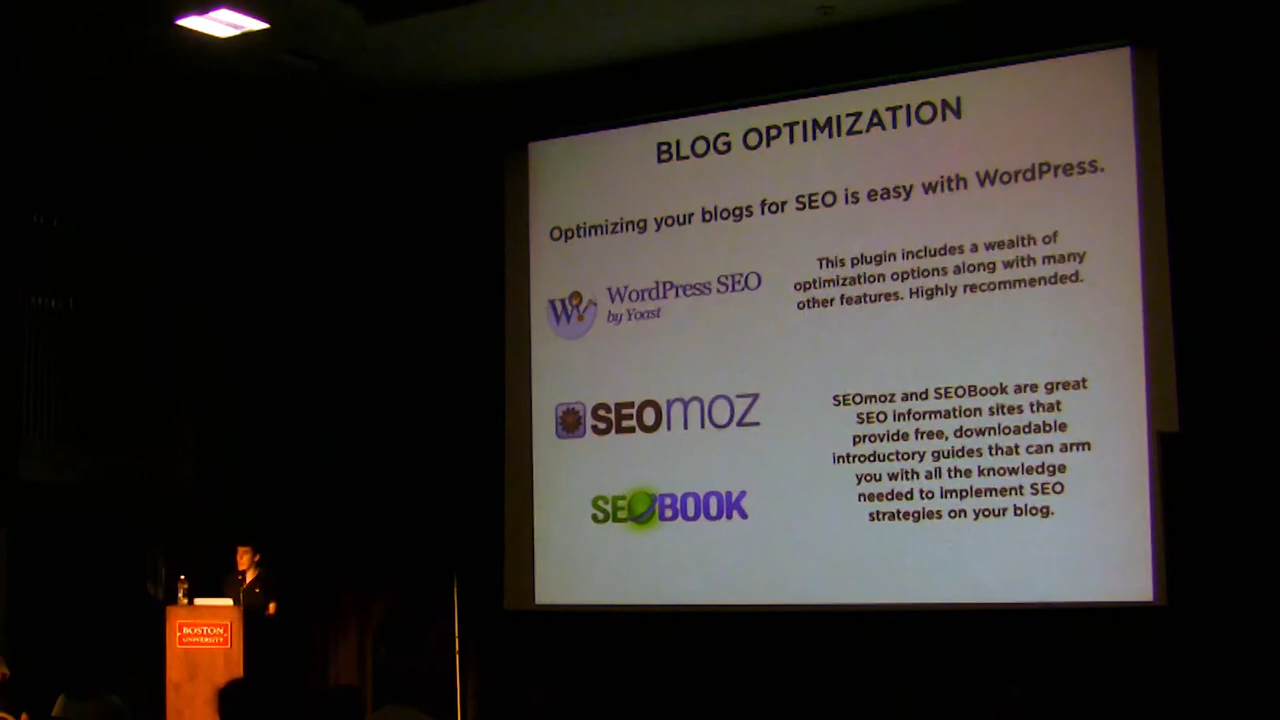 BLOG OPTIMIZATION
Optimizing your blogs for SEO is easy with WordPress.
W
WordPress SEO
by Yoast
This plugin includes a wealth of
optimization options along with many
other features. Highly recommended.
SEOmoz
SEOBOOK
SEOmoz and SEOBook are great
SEO information sites that
provide free, downloadable
introductory guides that can arm
you with all the knowledge
needed to implement SEO
strategies on your blog.
BOSTON
UNIVERSITY